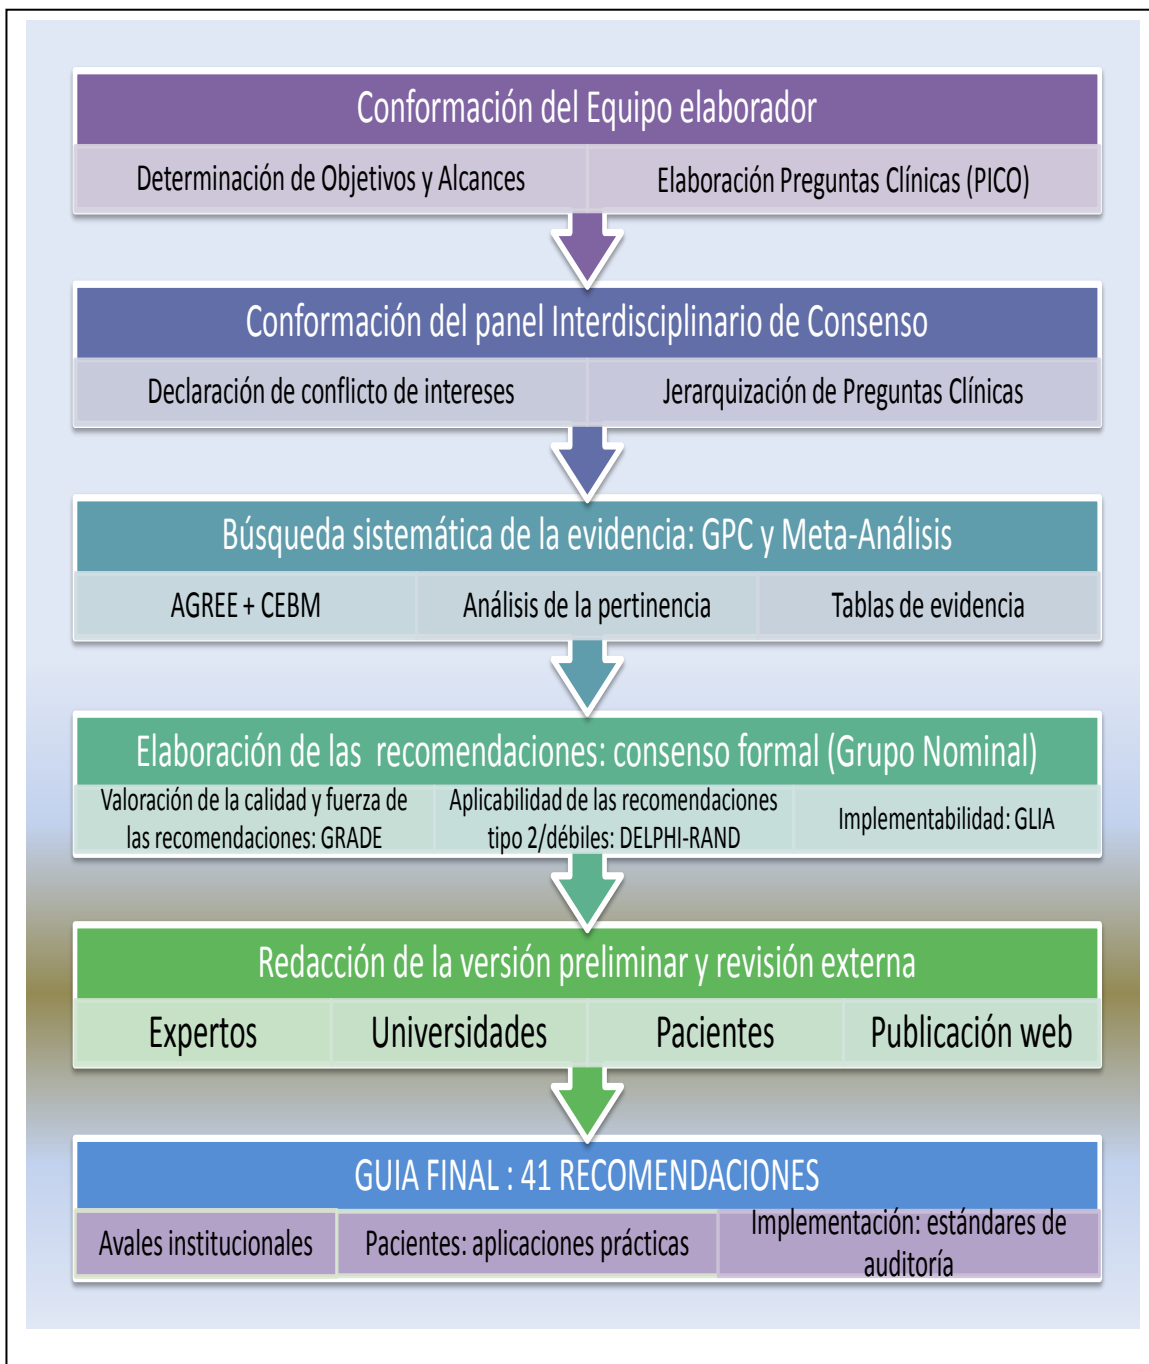 Conformación del Equipo elaborador
Determinación de Objetivos y Alcances
Elaboración Preguntas Clínicas (PICO)
Conformación del panel Interdisciplinario de Consenso
Declaración de conflicto de intereses
Jerarquización de Preguntas Clínicas
Búsqueda sistemática de la evidencia: GPC y Meta-Análisis
AGREE + CEBM
Análisis de la pertinencia
Tablas de evidencia
Elaboración de las recomendaciones: consenso formal (Grupo Nominal)
Valoración de la calidad y fuerza de
las recomendaciones: GRADE
Aplicabilidad de las recomendaciones
tipo 2/débiles: DELPHI-RAND
Implementabilidad: GLIA
Redacción de la versión preliminar y revisión externa
Expertos
Universidades
Pacientes
Publicación web
GUIA FINAL : 41 RECOMENDACIONES
Avales institucionales
Pacientes: aplicaciones prácticas
Implementación: estándares de
auditoría